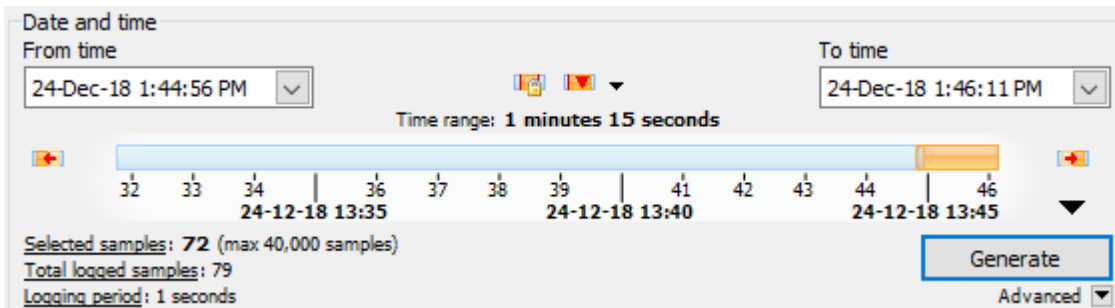 Date and time
From time
To time
24-Dec-18 1:44:56 PM
24-Dec-18 1:46:11 PM
Time range: 1 minutes 15 seconds
32 33 34 36 37 38 39 41 42 43 44 46
24-12-18 13:35 24-12-18 13:40 24-12-18 13:45
Selected samples: 72 (max 40,000 samples)
Total logged samples: 79
Generate
Logging period: 1 seconds
Advanced